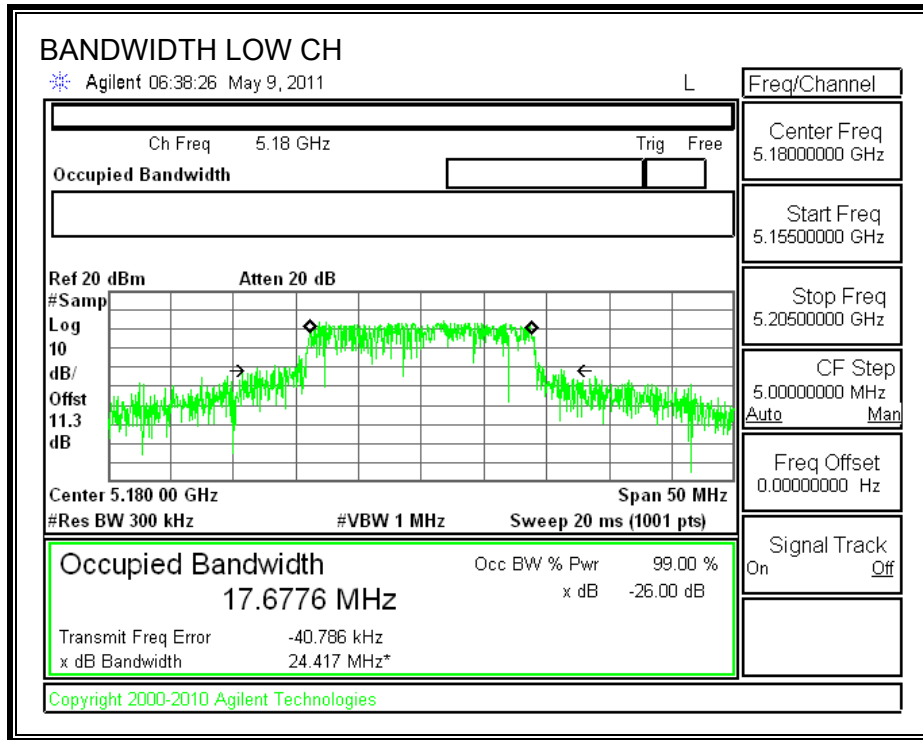 BANDWIDTH LOW CH
Agilent 06:38:26 May 9, 2011 L
Freq/Channel
Ch Freq 5.18 GHz Trig Free
Occupied Bandwidth
Center Freq
5.18000000 GHz
Start Freq
5.15500000 GHz
Stop Freq
5.20500000 GHz
CF Step
5.00000000 MHz
Auto Man
Freq Offset
0.00000000 Hz
Signal Track
On Off
Ref 20 dBm Atten 20 dB
#Samp
Log
10
dB/
Offst
11.3
dB
Center 5.180 00 GHz Span 50 MHz
#Res BW 300 kHz #VBW 1 MHz Sweep 20 ms (1001 pts)
Occupied Bandwidth Occ BW % Pwr 99.00 %
17.6776 MHz x dB -26.00 dB
Transmit Freq Error -40.786 kHz
x dB Bandwidth 24.417 MHz*
Copyright 2000-2010 Agilent Technologies